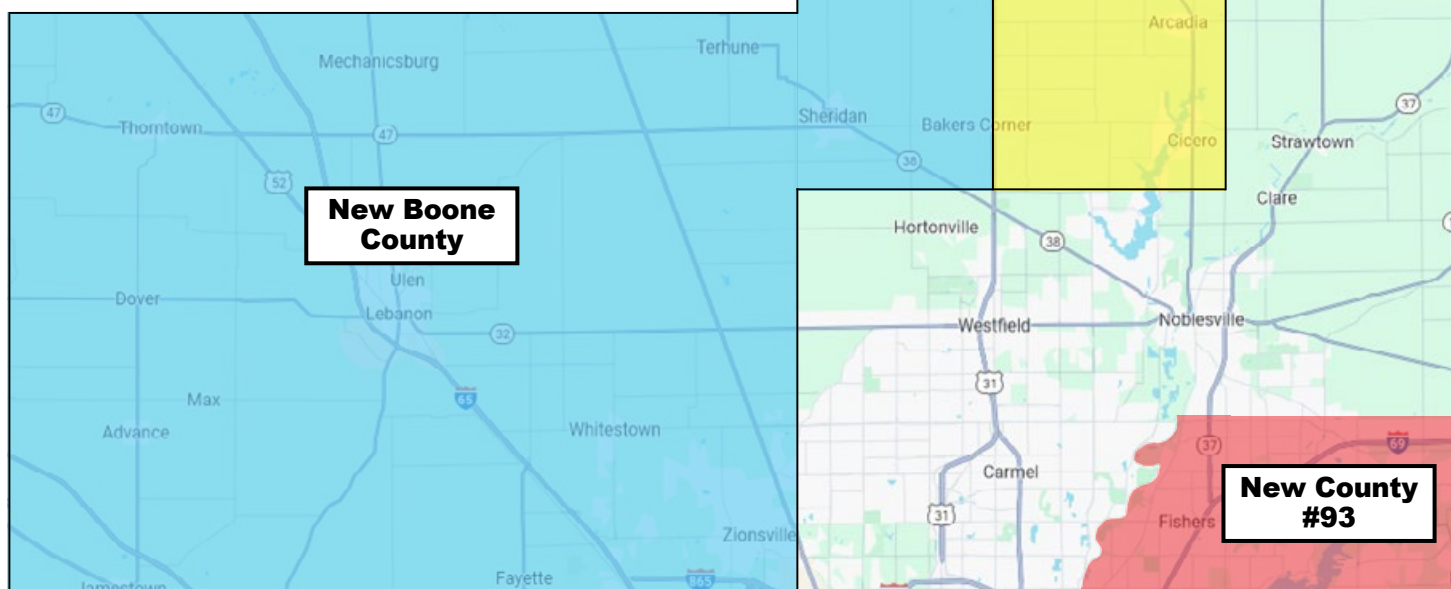 Arcadia
Terhune
Mechanicsburg
37
47
Sheridan
Bakers Corner
Thorntown
47
Cicero
Strawtown
38
52
New Boone
County
Clare
Hortonville
38
Ulen
Dover
Lebanon
Westfield
Noblesville
32
31
Max
65
Advance
Whitestown
37
69
Carmel
New County
#93
31
Fishers
Zionsville
Fayette
865
Jamestown